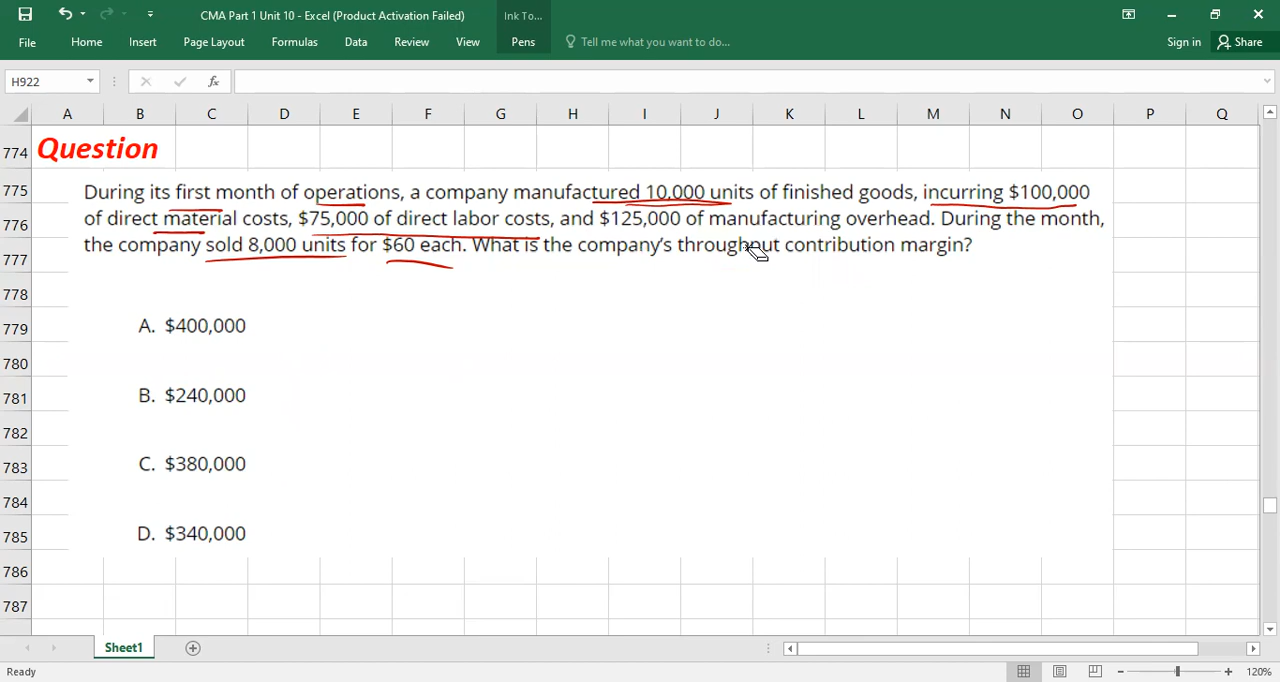 CMA Part 1 Unit 10 - Excel (Product Activation Failed)
Ink To...
File Home Insert Page Layout Formulas Data Review View Pens Tell me what you want to do... Sign in Share
H922 fx
A B C D E F G H I J K L M N O P Q
774 Question
775 During its first month of operations, a company manufactured 10,000 units of finished goods, incurring $100,000
776 of direct material costs, $75,000 of direct labor costs, and $125,000 of manufacturing overhead. During the month,
777 the company sold 8,000 units for $60 each. What is the company's throughout contribution margin?
778
779 A. $400,000
780
781 B. $240,000
782
783 C. $380,000
784
785 D. $340,000
786
787
Sheet1
Ready 120%